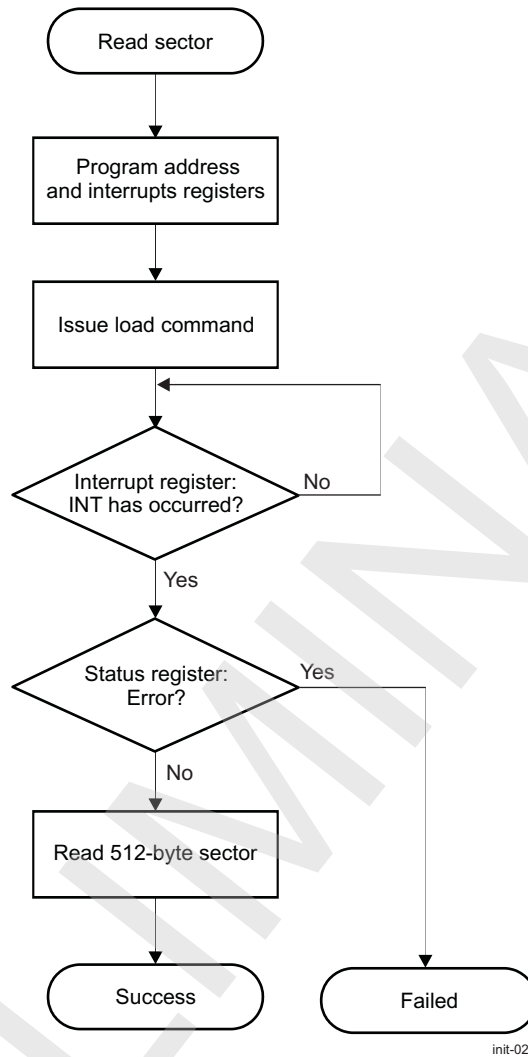 Read sector
Program address
and interrupts registers
Issue load command
Interrupt register:
INT has occurred?
No
Yes
Status register:
Error?
Yes
No
Read 512-byte sector
Success
Failed
init-02